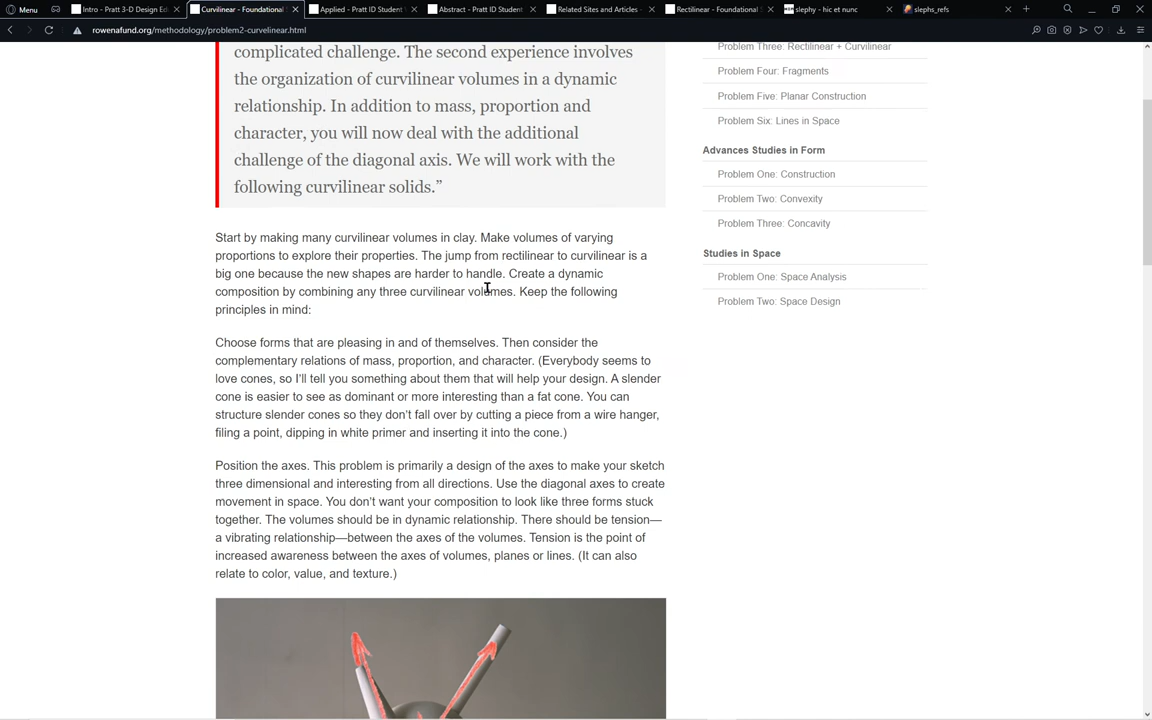 Menu
Intro - Pratt 3-D Design Ed
Curvilinear - Foundational
Applied - Pratt ID Student
Abstract - Pratt ID Student
Related Sites and Articles -
Rectilinear - Foundational S
slephy - hic et nunc
slephs_refs
rowenafund.org/methodology/problem2-curvelinear.html
complicated challenge. The second experience involves
the organization of curvilinear volumes in a dynamic
relationship. In addition to mass, proportion and
character, you will now deal with the additional
challenge of the diagonal axis. We will work with the
following curvilinear solids.”
Start by making many curvilinear volumes in clay. Make volumes of varying
proportions to explore their properties. The jump from rectilinear to curvilinear is a
big one because the new shapes are harder to handle. Create a dynamic
composition by combining any three curvilinear volumes. Keep the following
principles in mind:
Choose forms that are pleasing in and of themselves. Then consider the
complementary relations of mass, proportion, and character. (Everybody seems to
love cones, so I'll tell you something about them that will help your design. A slender
cone is easier to see as dominant or more interesting than a fat cone. You can
structure slender cones so they don’t fall over by cutting a piece from a wire hanger,
filing a point, dipping in white primer and inserting it into the cone.)
Position the axes. This problem is primarily a design of the axes to make your sketch
three dimensional and interesting from all directions. Use the diagonal axes to create
movement in space. You don’t want your composition to look like three forms stuck
together. The volumes should be in dynamic relationship. There should be tension—
a vibrating relationship—between the axes of the volumes. Tension is the point of
increased awareness between the axes of volumes, planes or lines. (It can also
relate to color, value, and texture.)
Problem Three: Rectilinear + Curvilinear
Problem Four: Fragments
Problem Five: Planar Construction
Problem Six: Lines in Space
Advances Studies in Form
Problem One: Construction
Problem Two: Convexity
Problem Three: Concavity
Studies in Space
Problem One: Space Analysis
Problem Two: Space Design